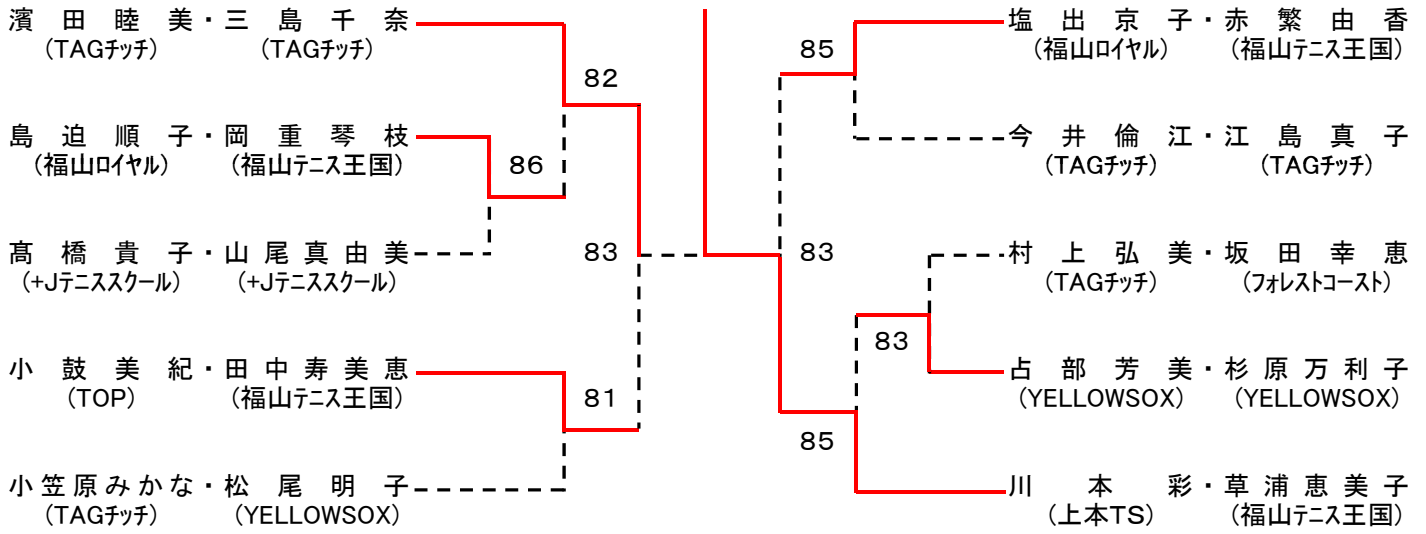 濱田睦美・三島千奈
(TAGチッチ) (TAGチッチ)
82
島迫順子・岡重琴枝
(福山ロイヤル) (福山テニス王国)
86
髙橋貴子・山尾真由美
(+Jテニススクール) (+Jテニススクール)
83
小鼓美紀・田中寿美恵
(TOP) (福山テニス王国)
81
小笠原みかな・松尾明子
(TAGチッチ) (YELLOWSOX)
塩出京子・赤繁由香
(福山ロイヤル) (福山テニス王国)
85
今井倫江・江島真子
(TAGチッチ) (TAGチッチ)
83
村上弘美・坂田幸恵
(TAGチッチ) (フォレストコースト)
83
占部芳美・杉原万利子
(YELLOWSOX) (YELLOWSOX)
85
川本彩・草浦恵美子
(上本TS) (福山テニス王国)